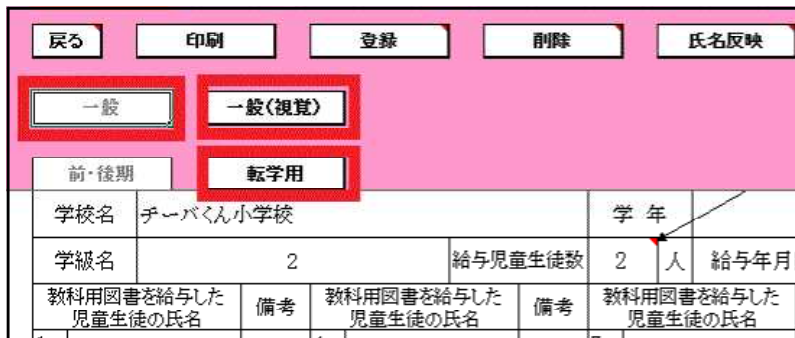 戻る 印刷 登録 削除 氏名反映
一般 一般(視覚)
前・後期 転学用
学校名 チーバくん小学校 学 年
学級名 2 給与児童生徒数 2 人 給与年月
教科用図書を給与した 備考 教科用図書を給与した 備考 教科用図書を給与した
児童生徒の氏名 児童生徒の氏名 児童生徒の氏名